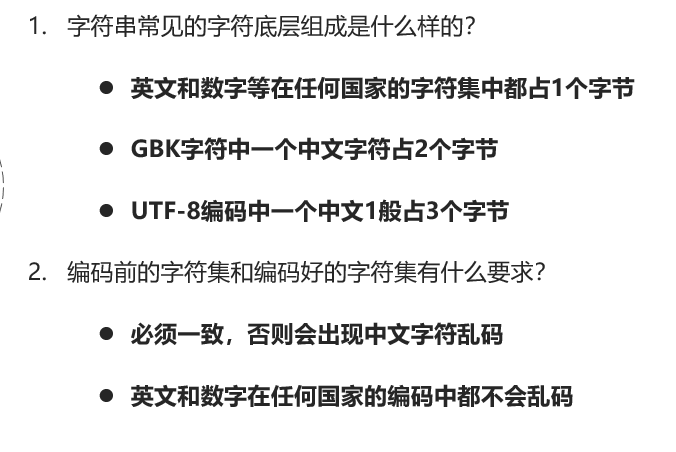 1. 字符串常见的字符底层组成是什么样的?
● 英文和数字等在任何国家的字符集中都占1个字节
● GBK字符中一个中文字符占2个字节
● UTF-8编码中一个中文1般占3个字节
2. 编码前的字符集和编码好的字符集有什么要求?
● 必须一致，否则会出现中文字符乱码
● 英文和数字在任何国家的编码中都不会乱码